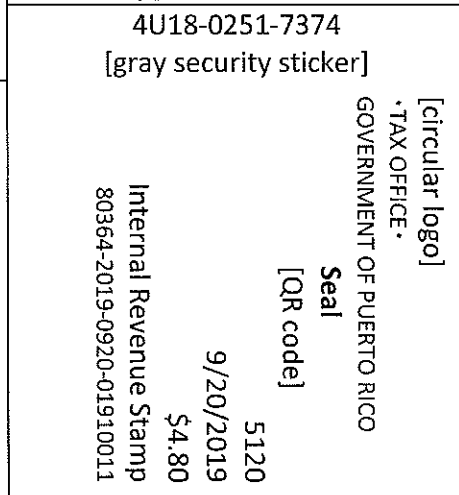 4U18-0251-7374
[gray security sticker]
[circular logo]
·TAX OFFICE·
GOVERNMENT OF PUERTO RICO
Seal
[QR code]
5120
9/20/2019
$4.80
Internal Revenue Stamp
80364-2019-0920-01910011